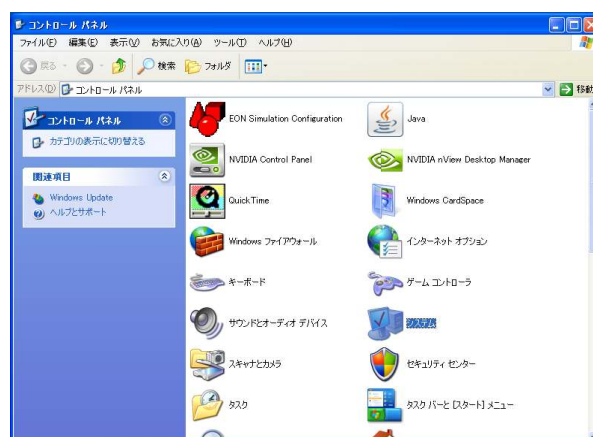 コントロール パネル
ファイル(F) 編集(E) 表示(V) お気に入り(A) ツール(T) ヘルプ(H)
戻る 検索 フォルダ
アドレス(D) コントロール パネル 移動
コントロール パネル
カテゴリの表示に切り替える
関連項目
Windows Update
ヘルプとサポート
EON Simulation Configuration Java
NVIDIA Control Panel NVIDIA nView Desktop Manager
QuickTime Windows CardSpace
Windows ファイアウォール インターネット オプション
キーボード ゲーム コントローラ
サウンドとオーディオ デバイス システム
スキャナとカメラ セキュリティ センター
タスク タスク バーと [スタート] メニュー